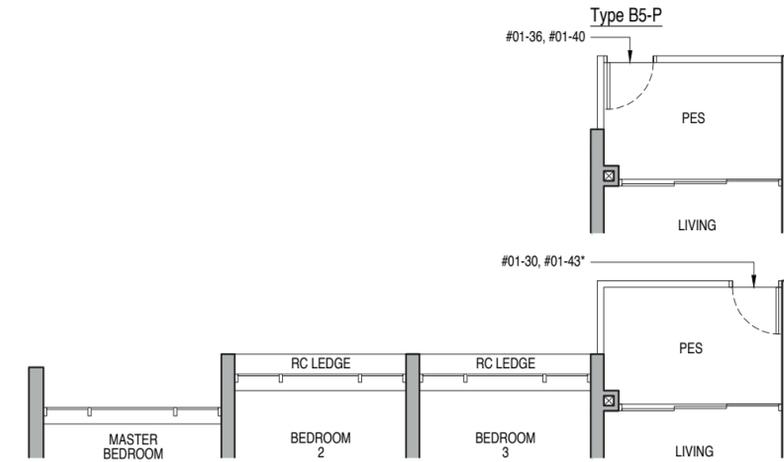 Type B5-P
#01-36, #01-40
PES
LIVING
#01-30, #01-43*
PES
RC LEDGE
RC LEDGE
MASTER
BEDROOM
BEDROOM
2
BEDROOM
3
LIVING